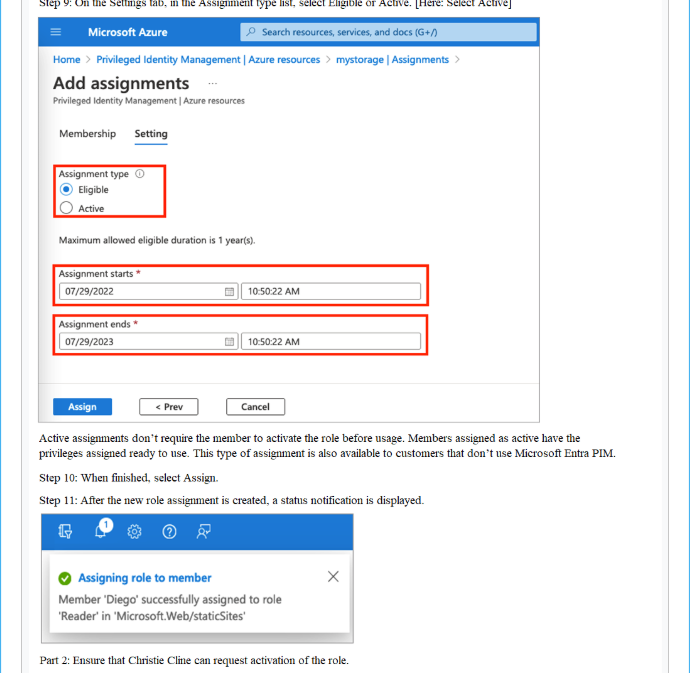 Step 9: On the Settings tab, in the Assignment type list, select Eligible or Active. [Here: Select Active]
Microsoft Azure
Search resources, services, and docs (G+/)
Home > Privileged Identity Management | Azure resources > mystorage | Assignments >
Add assignments ...
Privileged Identity Management | Azure resources
Membership Setting
Assignment type
Eligible
Active
Maximum allowed eligible duration is 1 year(s).
Assignment starts *
07/29/2022 10:50:22 AM
Assignment ends *
07/29/2023 10:50:22 AM
Assign < Prev Cancel
Active assignments don't require the member to activate the role before usage. Members assigned as active have the
privileges assigned ready to use. This type of assignment is also available to customers that don't use Microsoft Entra PIM.
Step 10: When finished, select Assign.
Step 11: After the new role assignment is created, a status notification is displayed.
1
Assigning role to member
Member 'Diego' successfully assigned to role
'Reader' in 'Microsoft.Web/staticSites'
Part 2: Ensure that Christie Cline can request activation of the role.